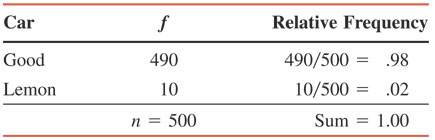 Car f Relative Frequency
Good 490 490/500 = .98
Lemon 10 10/500 = .02
n = 500 Sum = 1.00